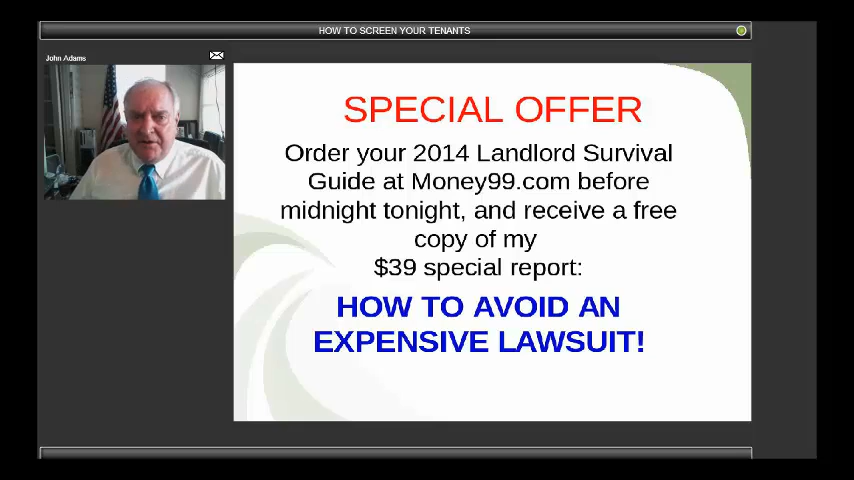 HOW TO SCREEN YOUR TENANTS
John Adams
SPECIAL OFFER
Order your 2014 Landlord Survival
Guide at Money99.com before
midnight tonight, and receive a free
copy of my
$39 special report:
HOW TO AVOID AN
EXPENSIVE LAWSUIT!